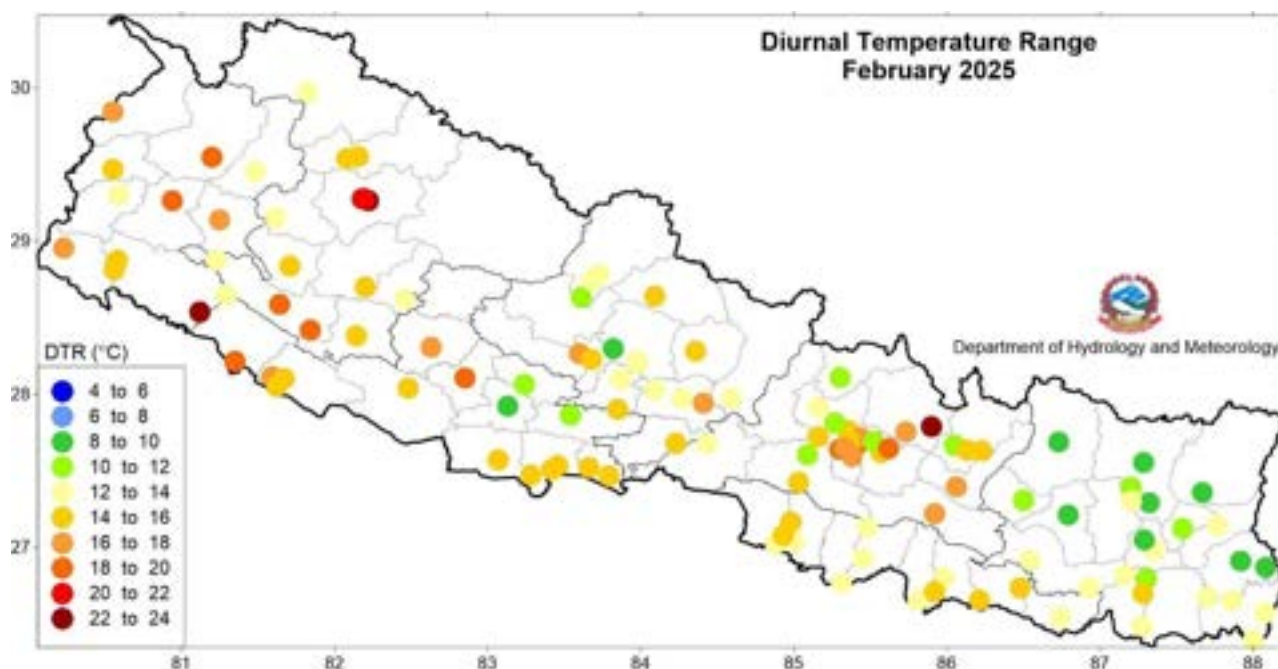 Diurnal Temperature Range
February 2025
30
29
28
27
Department of Hydrology and Meteorology
DTR (°C)
4 to 6
6 to 8
8 to 10
10 to 12
12 to 14
14 to 16
16 to 18
18 to 20
20 to 22
22 to 24
81 82 83 84 85 86 87 88